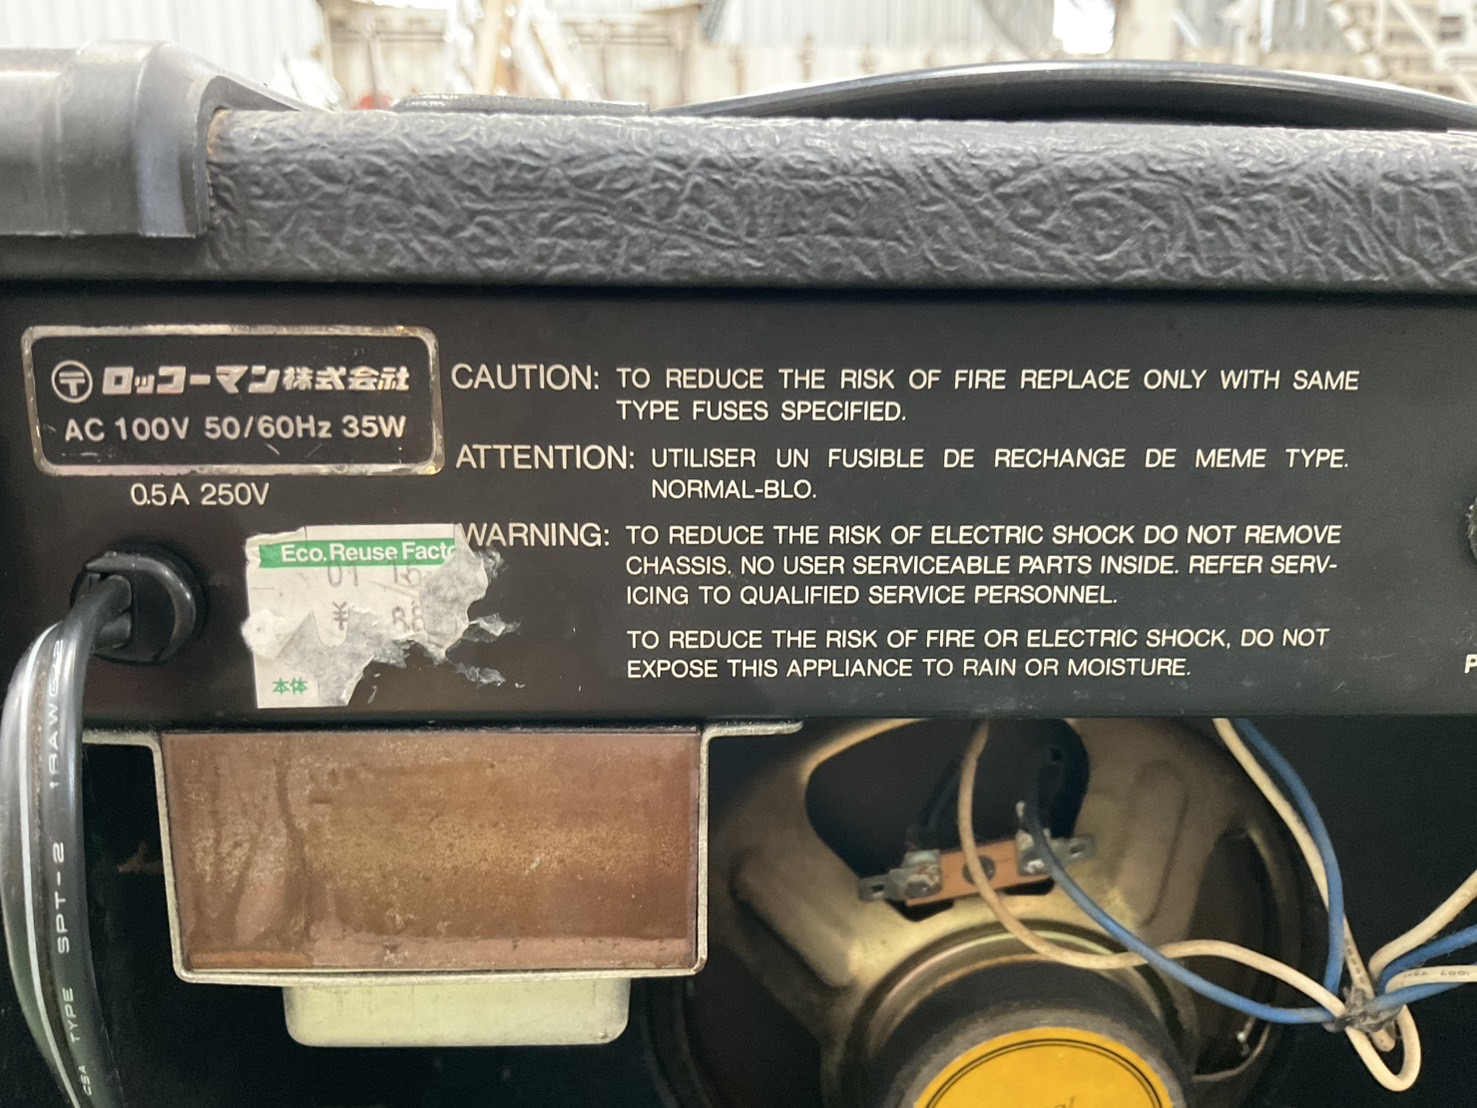 〒 ロッコーマン株式会社
AC 100V 50/60Hz 35W
0.5A 250V
CAUTION: TO REDUCE THE RISK OF FIRE REPLACE ONLY WITH SAME
TYPE FUSES SPECIFIED.
ATTENTION: UTILISER UN FUSIBLE DE RECHANGE DE MEME TYPE.
NORMAL-BLO.
WARNING: TO REDUCE THE RISK OF ELECTRIC SHOCK DO NOT REMOVE
CHASSIS. NO USER SERVICEABLE PARTS INSIDE. REFER SERV-
ICING TO QUALIFIED SERVICE PERSONNEL.
TO REDUCE THE RISK OF FIRE OR ELECTRIC SHOCK, DO NOT
EXPOSE THIS APPLIANCE TO RAIN OR MOISTURE.
Eco.Reuse
本体
CSA TYPE SPT-2